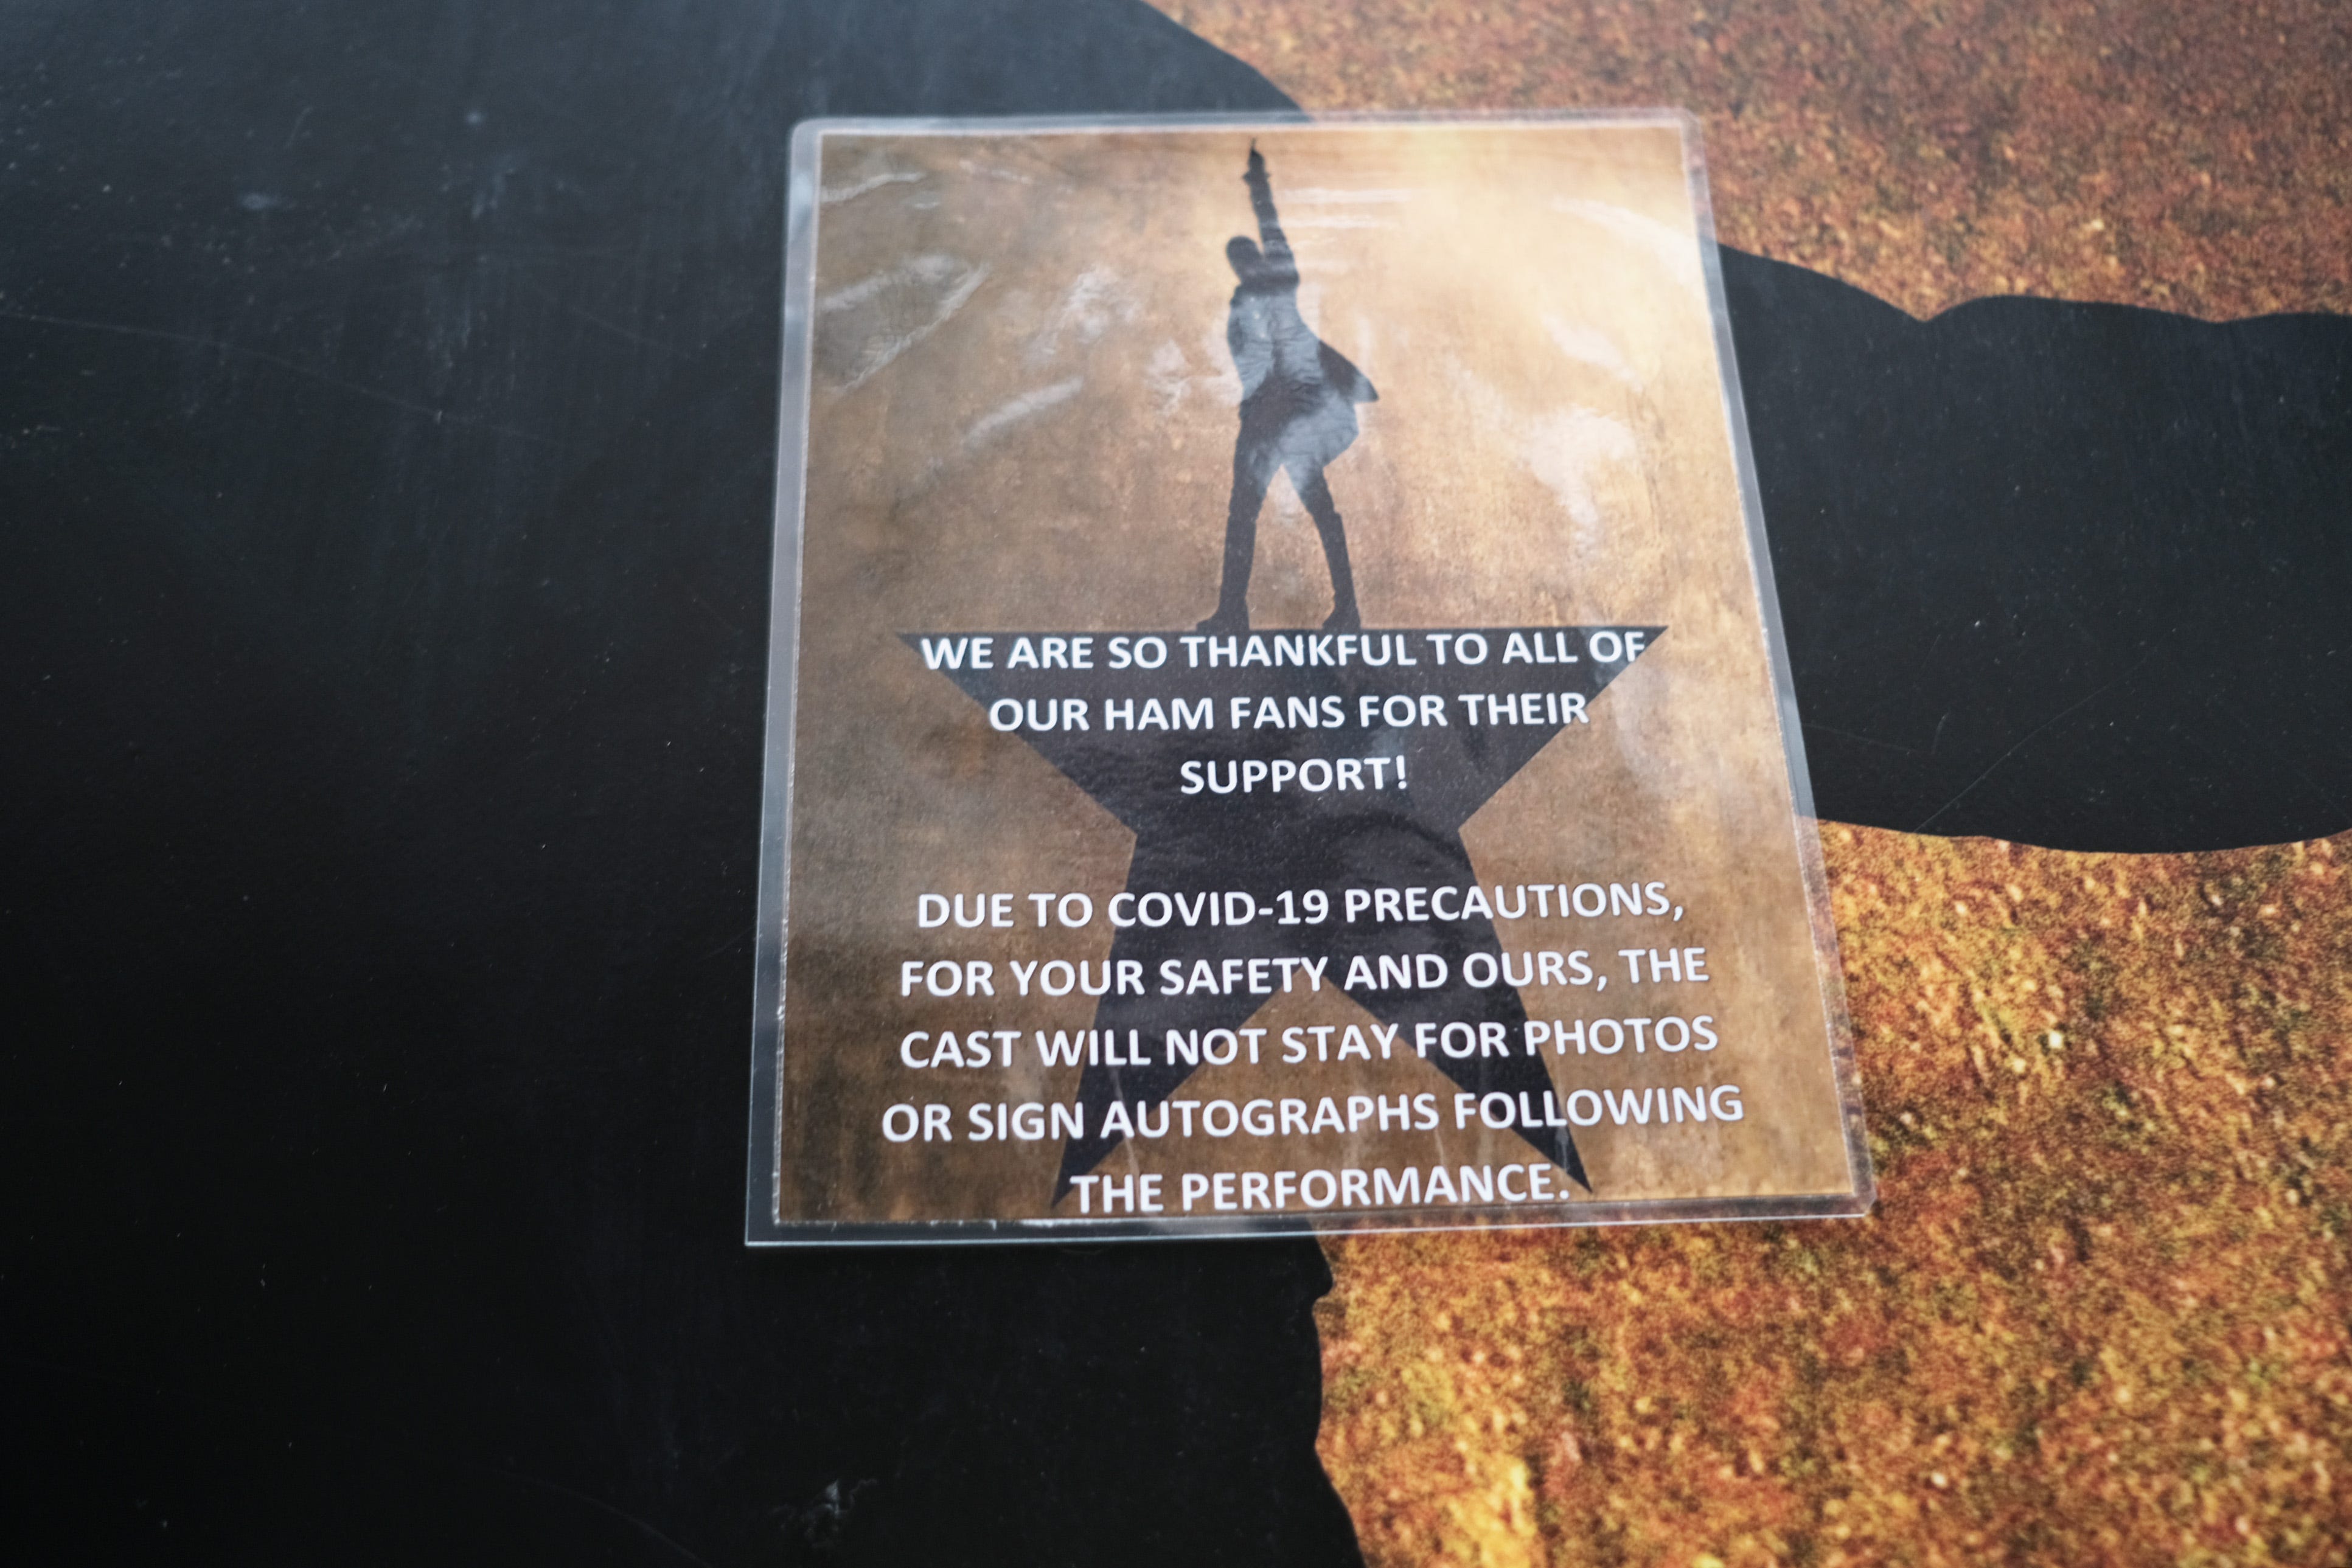 WE ARE SO THANKFUL TO ALL OF
OUR HAM FANS FOR THEIR
SUPPORT!
DUE TO COVID-19 PRECAUTIONS,
FOR YOUR SAFETY AND OURS, THE
CAST WILL NOT STAY FOR PHOTOS
OR SIGN AUTOGRAPHS FOLLOWING
THE PERFORMANCE.